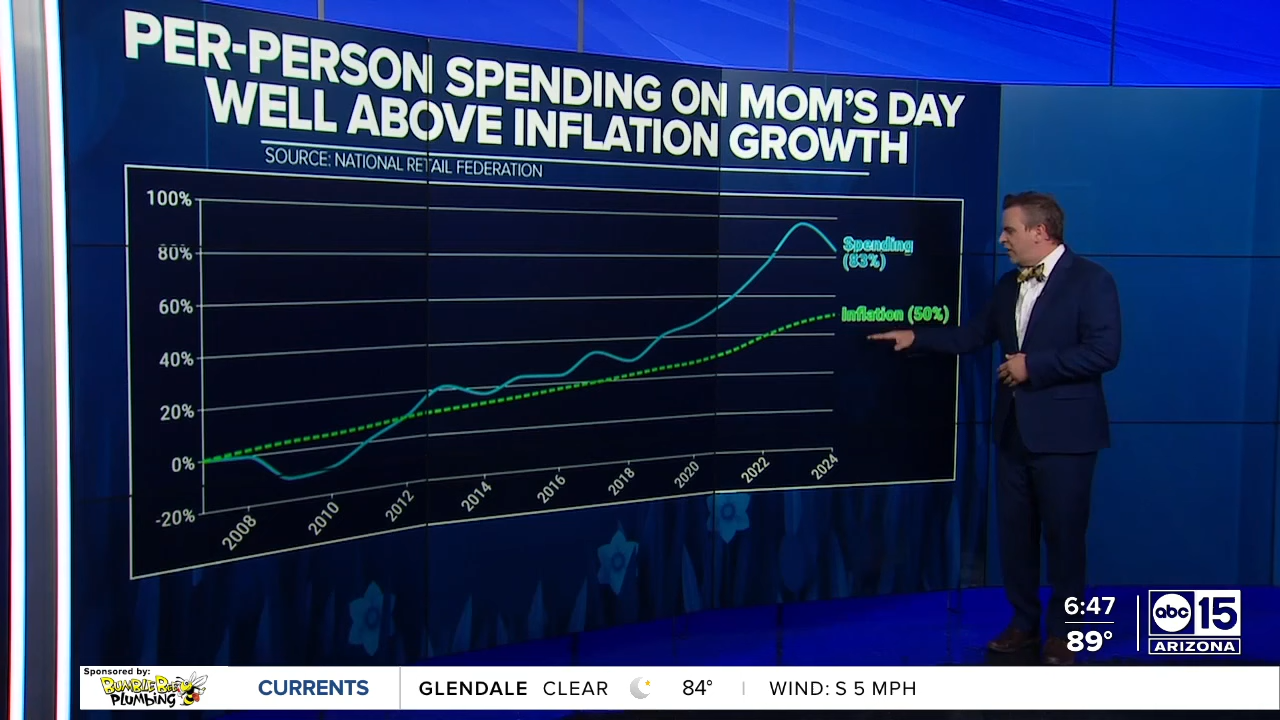 PER-PERSON SPENDING ON MOM'S DAY
WELL ABOVE INFLATION GROWTH
SOURCE: NATIONAL RETAIL FEDERATION
100%
80%
60%
40%
20%
0%
-20%
Spending
(83%)
Inflation (50%)
2008
2010
2012
2014
2016
2018
2020
2022
2024
6:47
89°
abc 15
ARIZONA
Sponsored by:
BUMBLE BEE
PLUMBING
CURRENTS
GLENDALE CLEAR 84° | WIND: S 5 MPH